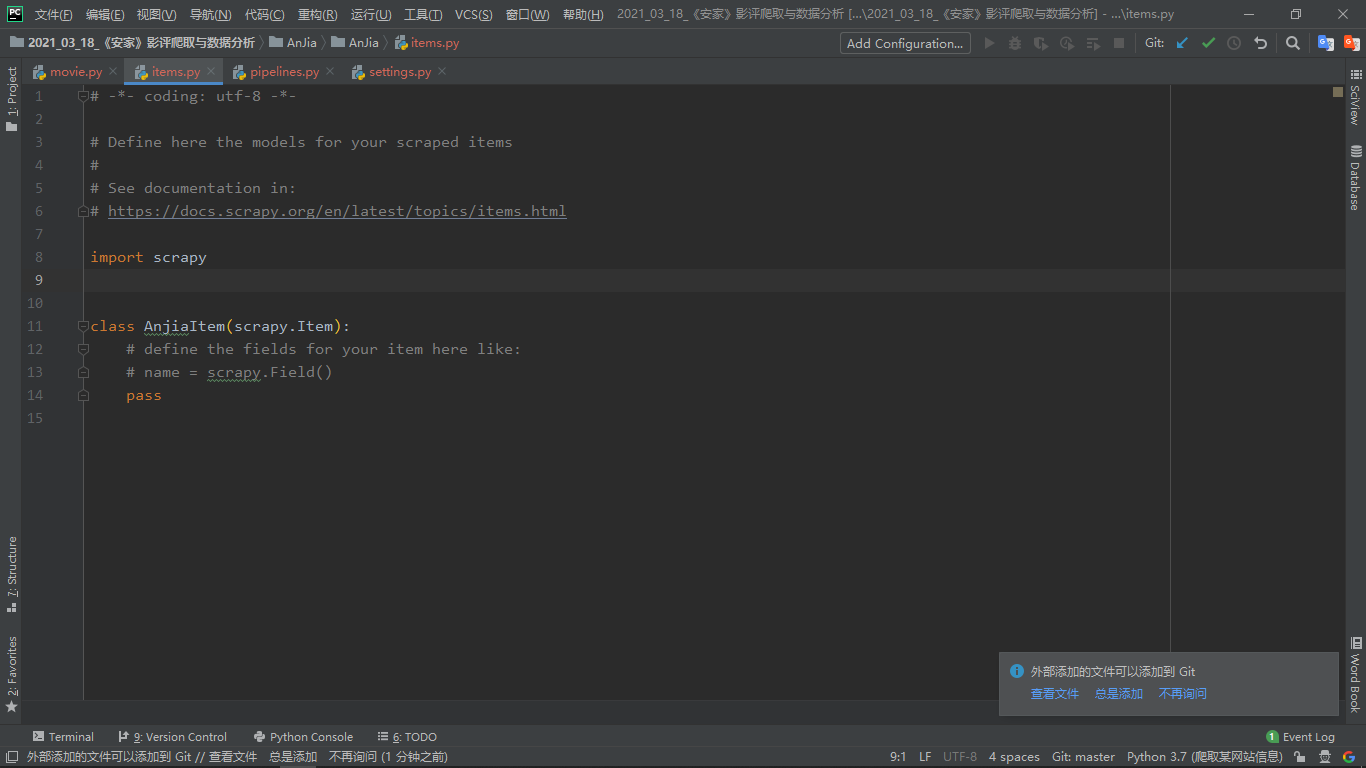 PC 文件(F) 编辑(E) 视图(V) 导航(N) 代码(C) 重构(R) 运行(U) 工具(T) VCS(S) 窗口(W) 帮助(H) 2021_03_18_《安家》影评爬取与数据分析 [...\2021_03_18_《安家》影评爬取与数据分析] - ...\items.py
2021_03_18_《安家》影评爬取与数据分析 AnJia AnJia items.py Add Configuration... Git:
movie.py items.py pipelines.py settings.py
1: Project
SciView
Database
1 # -*- coding: utf-8 -*-
2
3 # Define here the models for your scraped items
4 #
5 # See documentation in:
6 # https://docs.scrapy.org/en/latest/topics/items.html
7
8 import scrapy
9
10
11 class AnjiaItem(scrapy.Item):
12 # define the fields for your item here like:
13 # name = scrapy.Field()
14 pass
15
7: Structure
2: Favorites
Word Book
外部添加的文件可以添加到 Git
查看文件 总是添加 不再询问
Terminal 9: Version Control Python Console 6: TODO 1 Event Log
外部添加的文件可以添加到 Git // 查看文件 总是添加 不再询问 (1 分钟之前) 9:1 LF UTF-8 4 spaces Git: master Python 3.7 (爬取某网站信息)